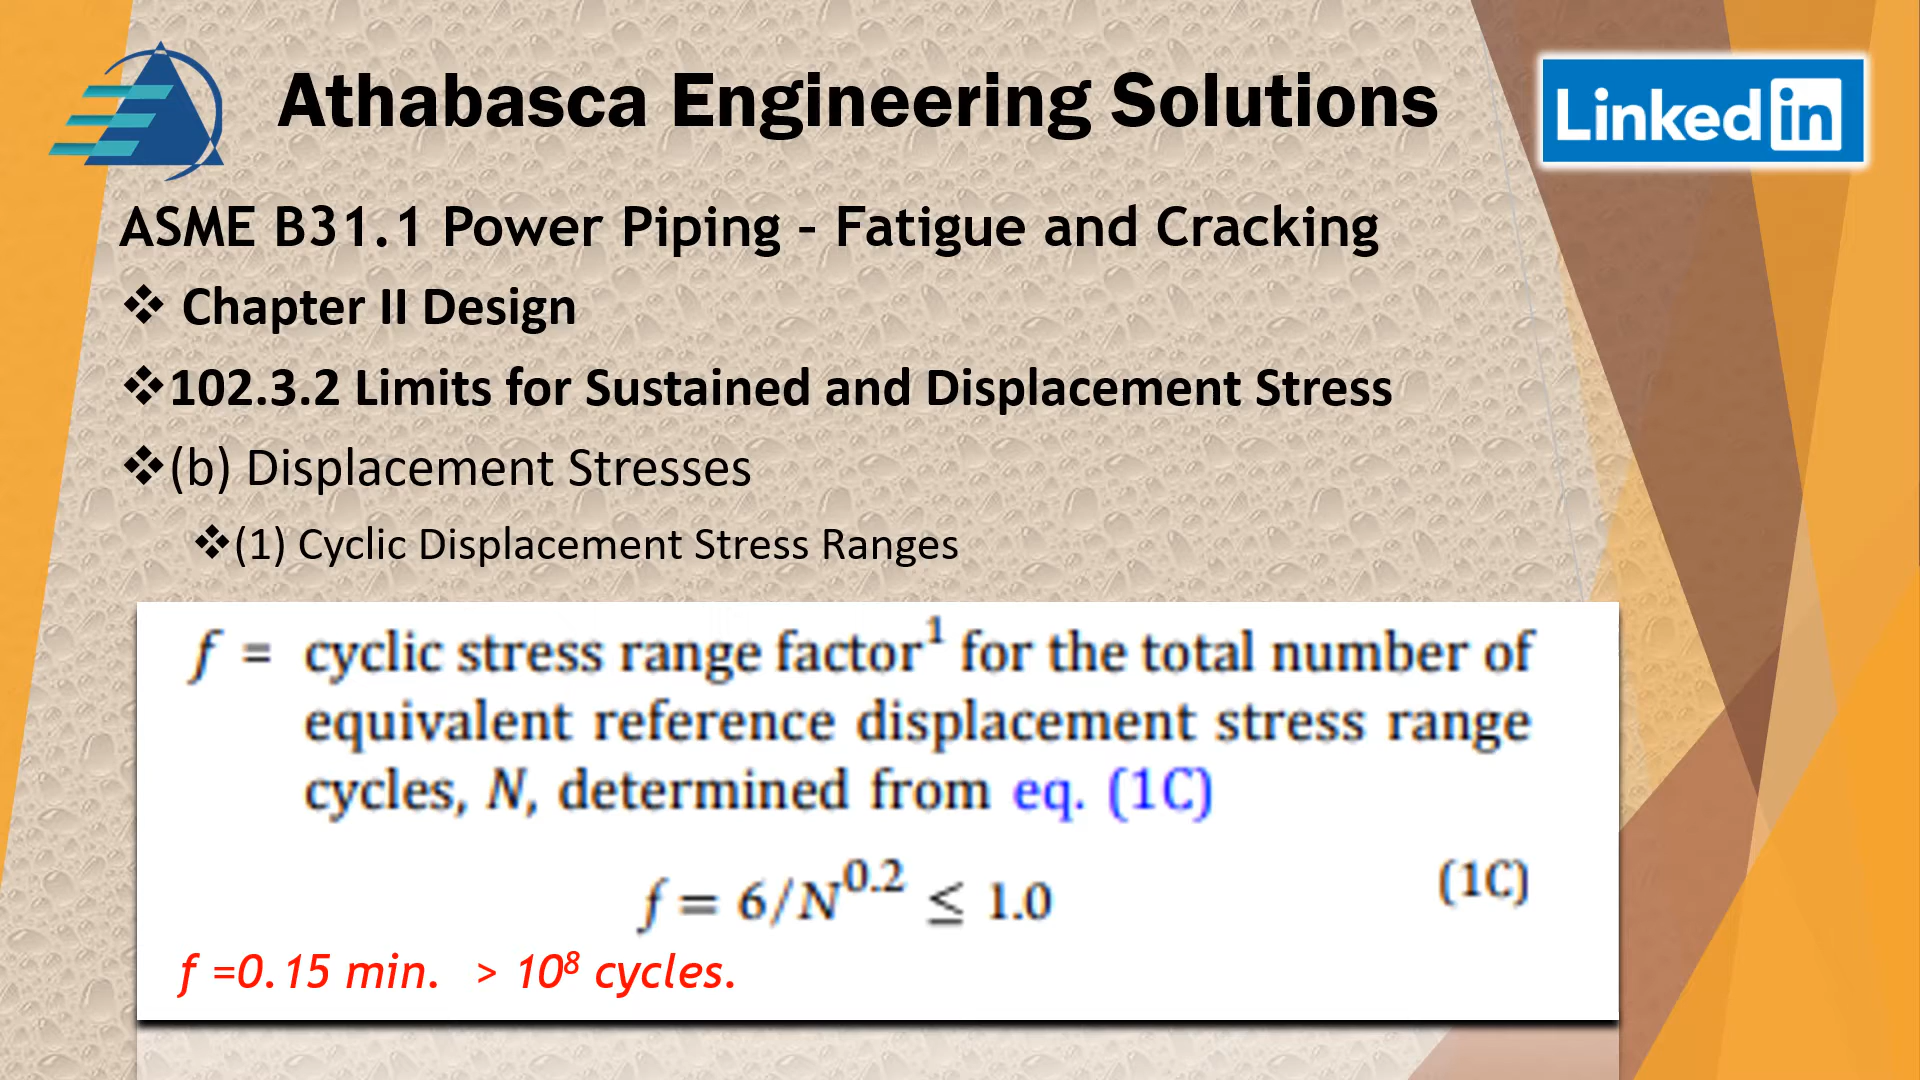 Athabasca Engineering Solutions
Linked in
ASME B31.1 Power Piping – Fatigue and Cracking
❖ Chapter II Design
❖102.3.2 Limits for Sustained and Displacement Stress
❖(b) Displacement Stresses
❖(1) Cyclic Displacement Stress Ranges
f = cyclic stress range factor¹ for the total number of
equivalent reference displacement stress range
cycles, N, determined from eq. (1C)
f = 6/N^0.2 ≤ 1.0 (1C)
f =0.15 min. > 10⁸ cycles.